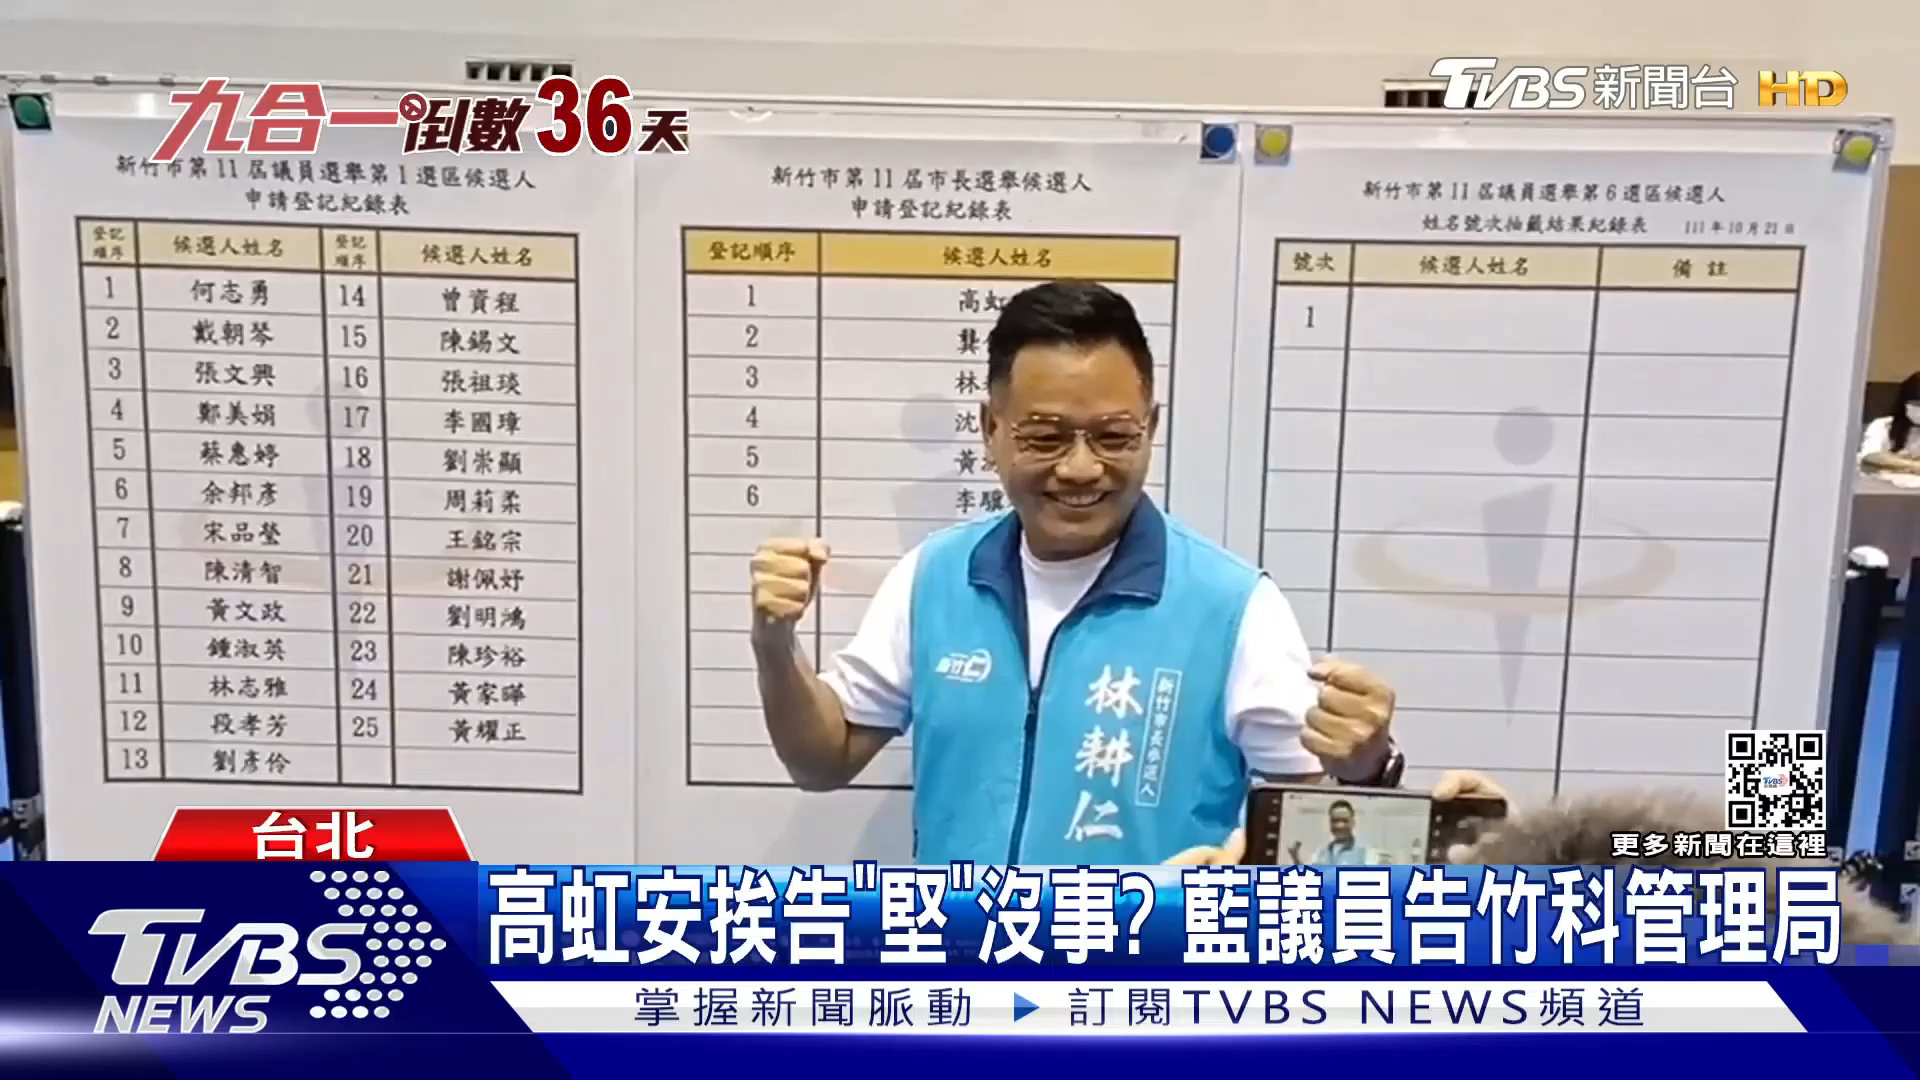 九合一倒數36天
TVBS新聞台 HD
新竹市第11屆議員選舉第1選區候選人
申請登記紀錄表
登記順序 候選人姓名 登記順序 候選人姓名
1 何志勇 14 曾資程
2 戴朝琴 15 陳錫文
3 張文興 16 張祖琰
4 鄭美娟 17 李國璋
5 蔡惠婷 18 劉崇顯
6 余邦彥 19 周莉柔
7 宋品瑩 20 王銘宗
8 陳清智 21 謝佩妤
9 黃文政 22 劉明鴻
10 鍾淑英 23 陳珍裕
11 林志雅 24 黃家曄
12 段孝芳 25 黃耀正
13 劉彥伶
新竹市第11屆市長選舉候選人
申請登記紀錄表
登記順序 候選人姓名
1 高虹
2 龔
3 林
4 沈
5 黃
6 李驥
新竹市第11屆議員選舉第6選區候選人
姓名號次抽籤結果紀錄表 111年10月21日
號次 候選人姓名 備註
1
新竹仁
新竹市長參選人
林耕仁
TVBS
更多新聞在這裡
台北
高虹安挨告"堅"沒事? 藍議員告竹科管理局
TVBS NEWS
掌握新聞脈動 ▶ 訂閱TVBS NEWS頻道